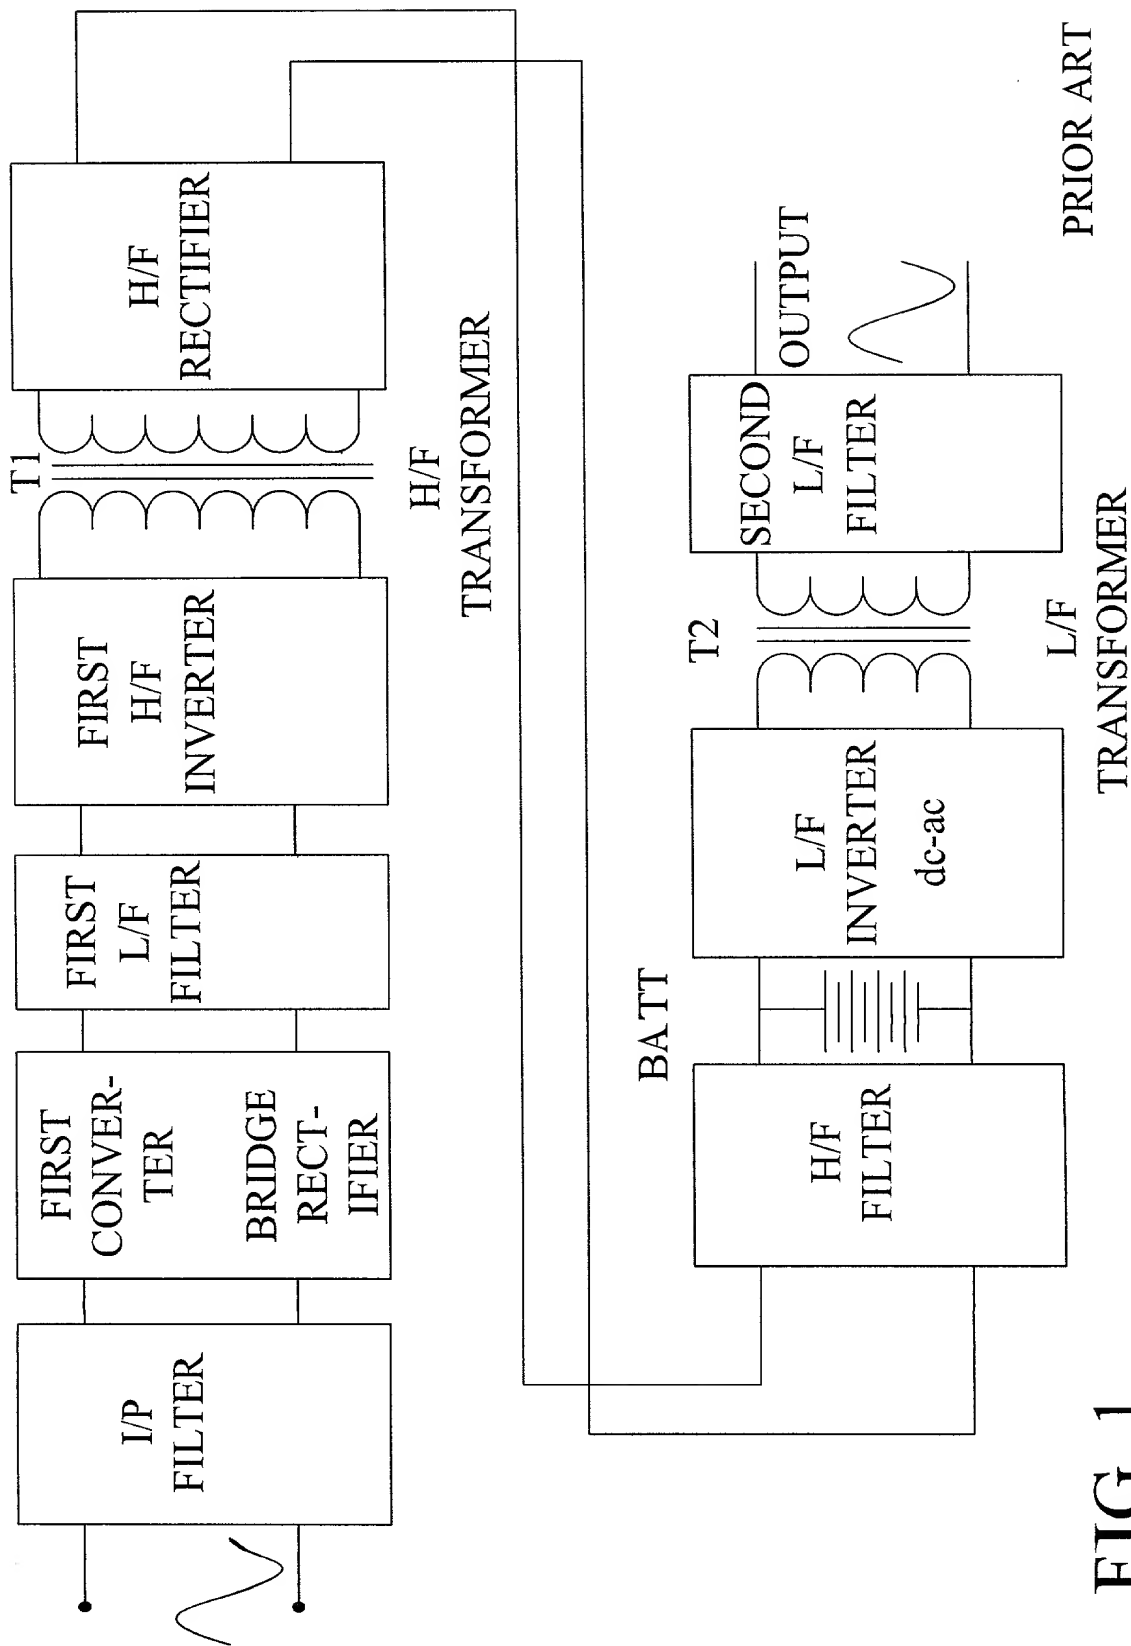 I/P
FILTER
FIRST
CONVER-
TER
BRIDGE
RECT-
IFIER
FIRST
L/F
FILTER
FIRST
H/F
INVERTER
T1
H/F
TRANSFORMER
H/F
RECTIFIER
H/F
FILTER
BATT
L/F
INVERTER
dc-ac
T2
L/F
TRANSFORMER
SECOND
L/F
FILTER
OUTPUT
PRIOR ART
FIG. 1